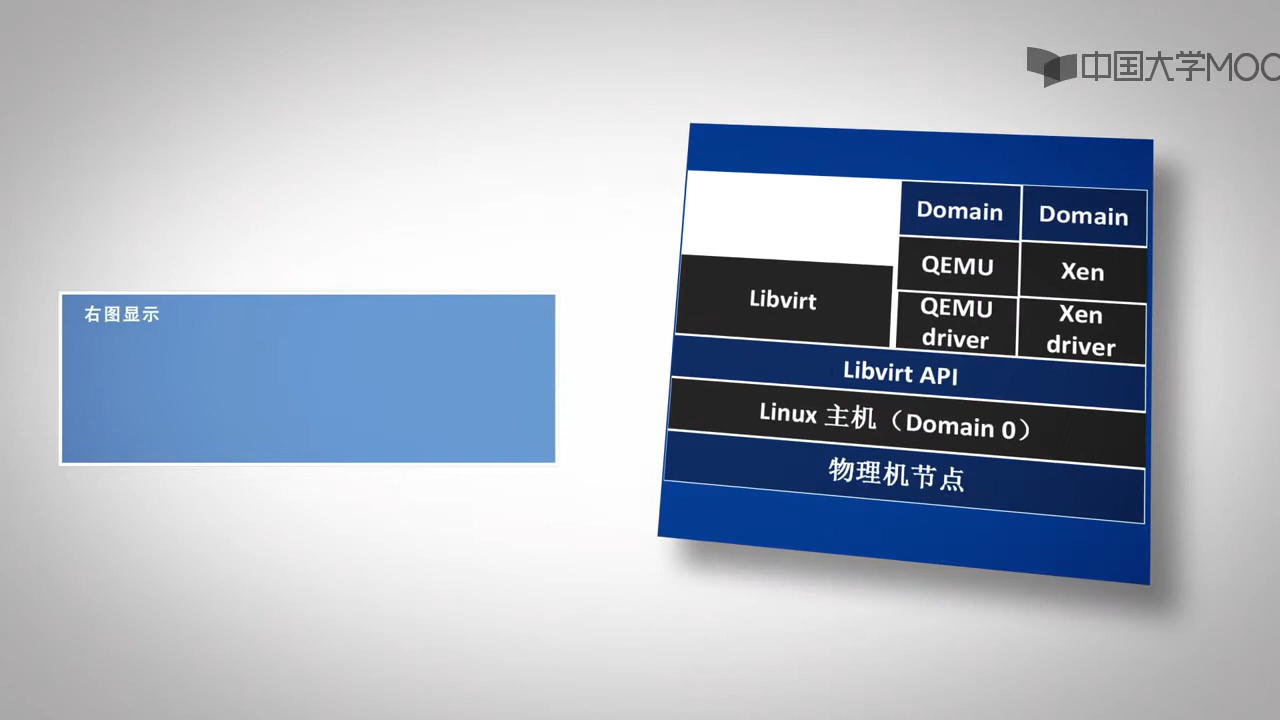 中国大学MOO
右图显示
Domain
Domain
QEMU
Xen
Libvirt
QEMU
driver
Xen
driver
Libvirt API
Linux 主机（Domain 0）
物理机节点